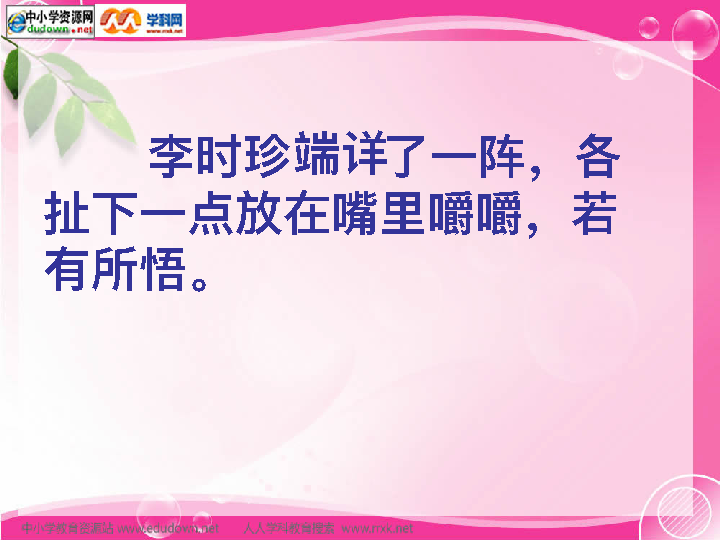 中小学资源网
dudown.net
学科网
李时珍端详了一阵，各
扯下一点放在嘴里嚼嚼，若
有所悟。
中小学教育资源站 www.edudown.net 人人学科教育搜索 www.rrxk.net